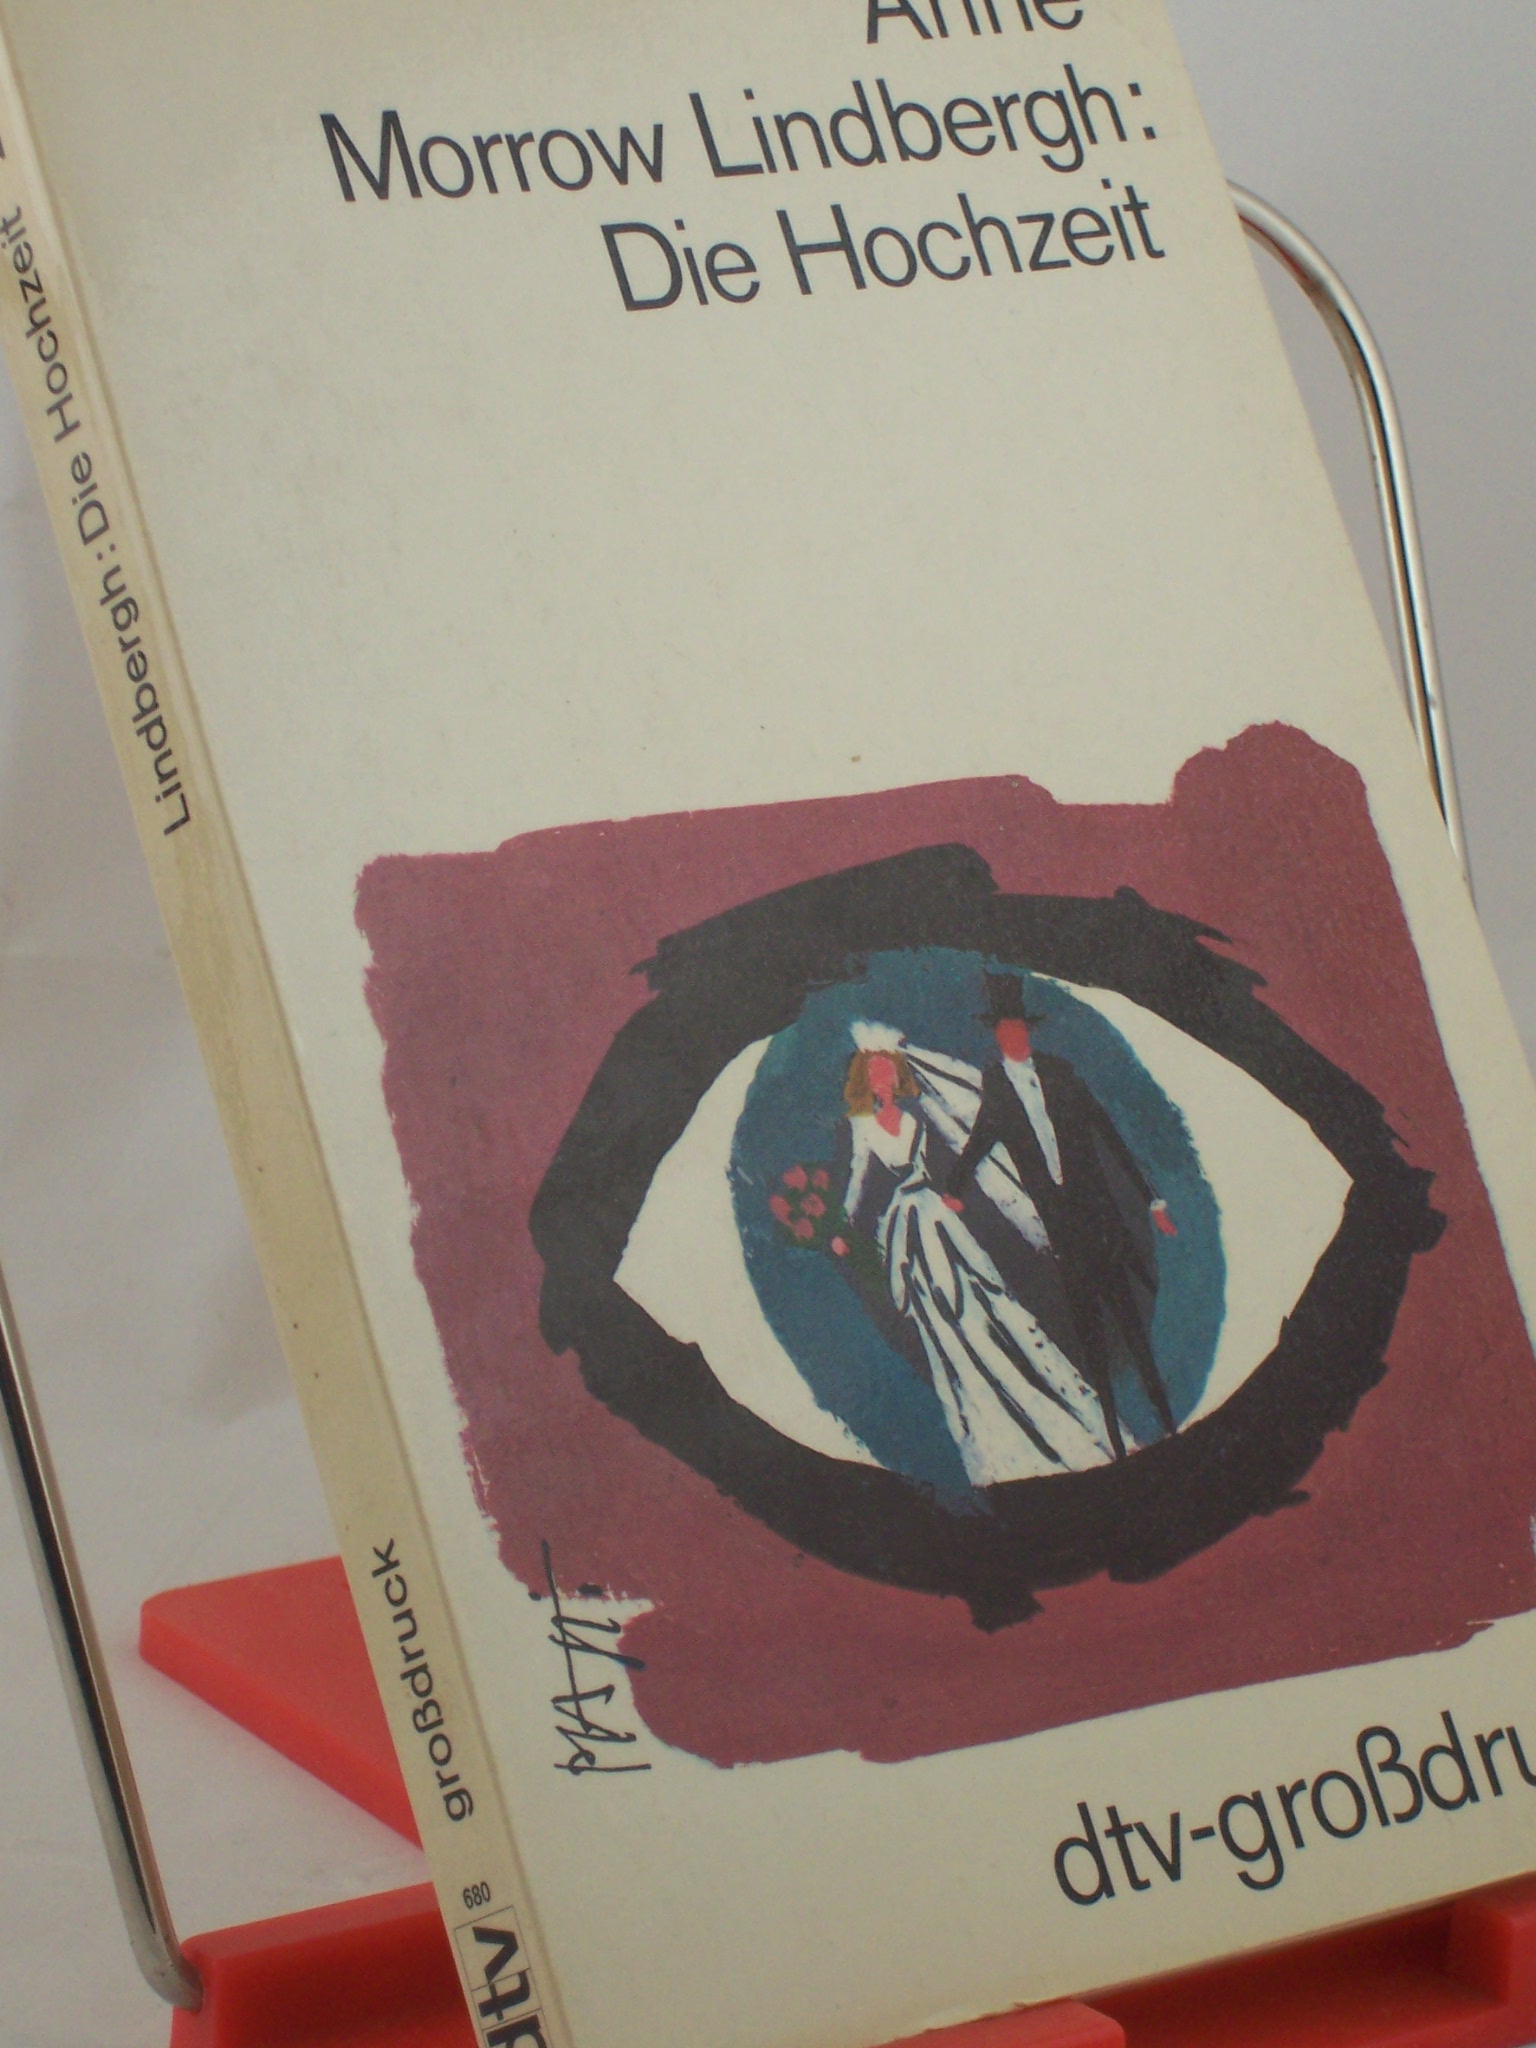 Anne
Morrow Lindbergh:
Die Hochzeit
Lindbergh: Die Hochzeit
großdruck
680
dtv
dtv-großdru